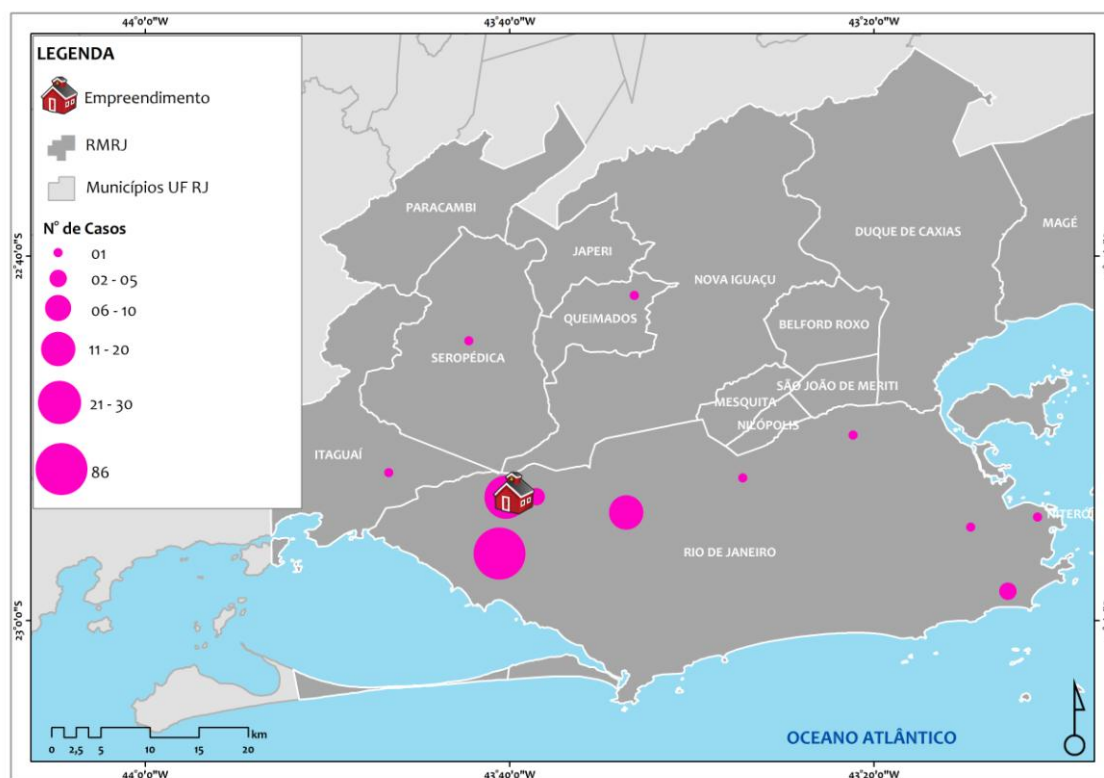 44°0'0"W 43°40'0"W 43°20'0"W
LEGENDA
Empreendimento
RMRJ
Municípios UF RJ
N° de Casos
01
02 - 05
06 - 10
11 - 20
21 - 30
86
22°40'0"S
23°0'0"S
PARACAMBI
MAGÉ
DUQUE DE CAXIAS
JAPERI
NOVA IGUAÇU
QUEIMADOS
BELFORD ROXO
SEROPÉDICA
SÃO JOÃO DE MERITI
MESQUITA
NILÓPOLIS
ITAGUAÍ
RIO DE JANEIRO
OCEANO ATLÂNTICO
km
0 2,5 5 10 15 20
44°0'0"W 43°40'0"W 43°20'0"W